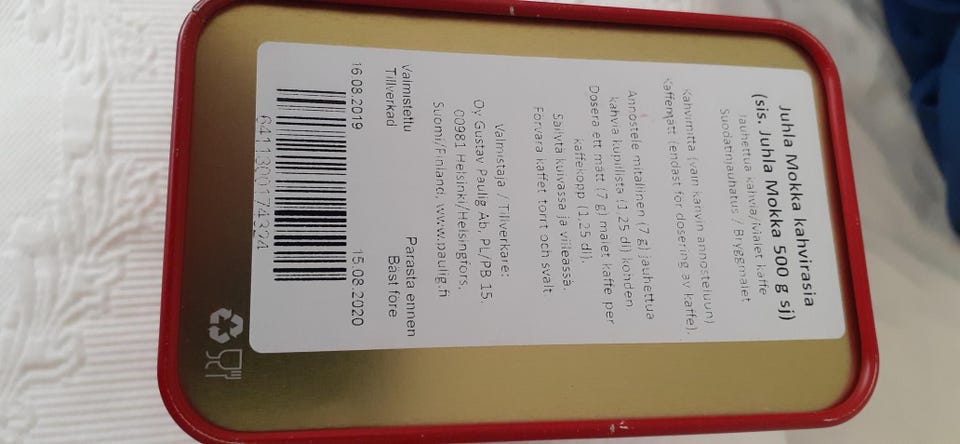 Juhla Mokka kahvirasia
(sis. Juhla Mokka 500 g sj)
Jauhettua kahvia/Malet kaffe
Suodatinjauhatus / Bryggmalet
Kahvimitta (vain kahvin annosteluun)
Kaffemått (endast för dosering av kaffe).
Annostele mitallinen (7 g) jauhettua
kahvia kupillista (1,25 dl) kohden.
Dosera ett mått (7 g) malet kaffe per
kaffekopp (1,25 dl).
Säilytä kuivassa ja viileässä.
Förvara kaffet torrt och svalt
Valmistaja / Tillverkare:
Oy Gustav Paulig Ab, PL/PB 15,
00981 Helsinki/Helsingfors,
Suomi/Finland, www.paulig.fi
Valmistettu
Tillverkad
16.08.2019
Parasta ennen
Bäst före
15.08.2020
6411300174324